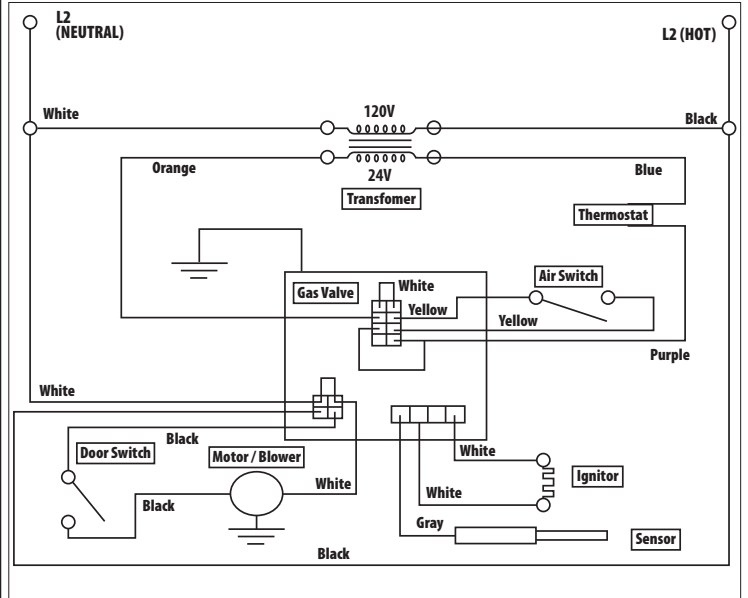 L2
(NEUTRAL)
L2 (HOT)
White
120V
Black
Orange
24V
Blue
Transfomer
Thermostat
Gas Valve
White
Air Switch
Yellow
Yellow
Purple
White
Black
Door Switch
Motor / Blower
White
White
Ignitor
Black
White
Gray
Sensor
Black